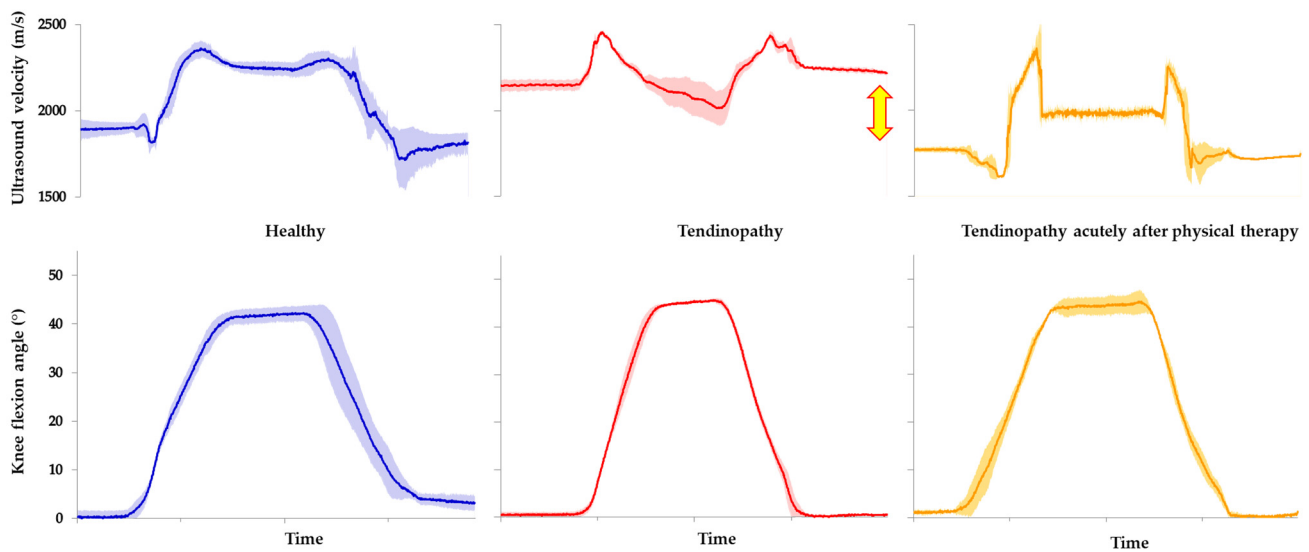 Ultrasound velocity (m/s)
2500
2000
1500
Healthy
Tendinopathy
Tendinopathy acutely after physical therapy
Knee flexion angle (°)
50
40
30
20
10
0
Time
Time
Time